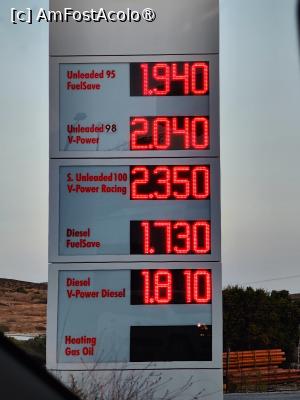 [c] AmFostAcolo®
Unleaded 95
FuelSave
1.940
Unleaded 98
V-Power
2.040
S. Unleaded 100
V-Power Racing
2.350
Diesel
FuelSave
1.730
Diesel
V-Power Diesel
1.810
Heating
Gas Oil